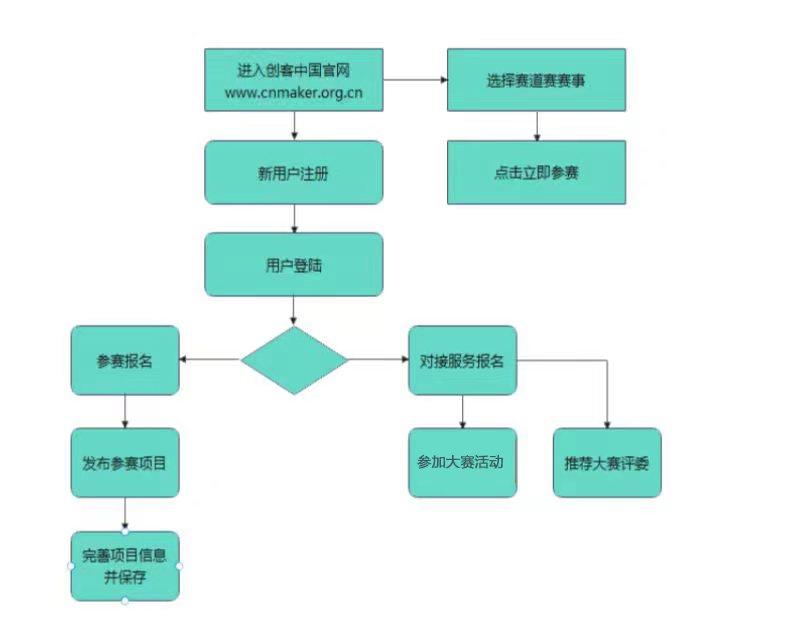 进入创客中国官网
www.cnmaker.org.cn
选择赛道赛赛事
新用户注册
点击立即参赛
用户登陆
参赛报名
对接服务报名
发布参赛项目
参加大赛活动
推荐大赛评委
完善项目信息
并保存